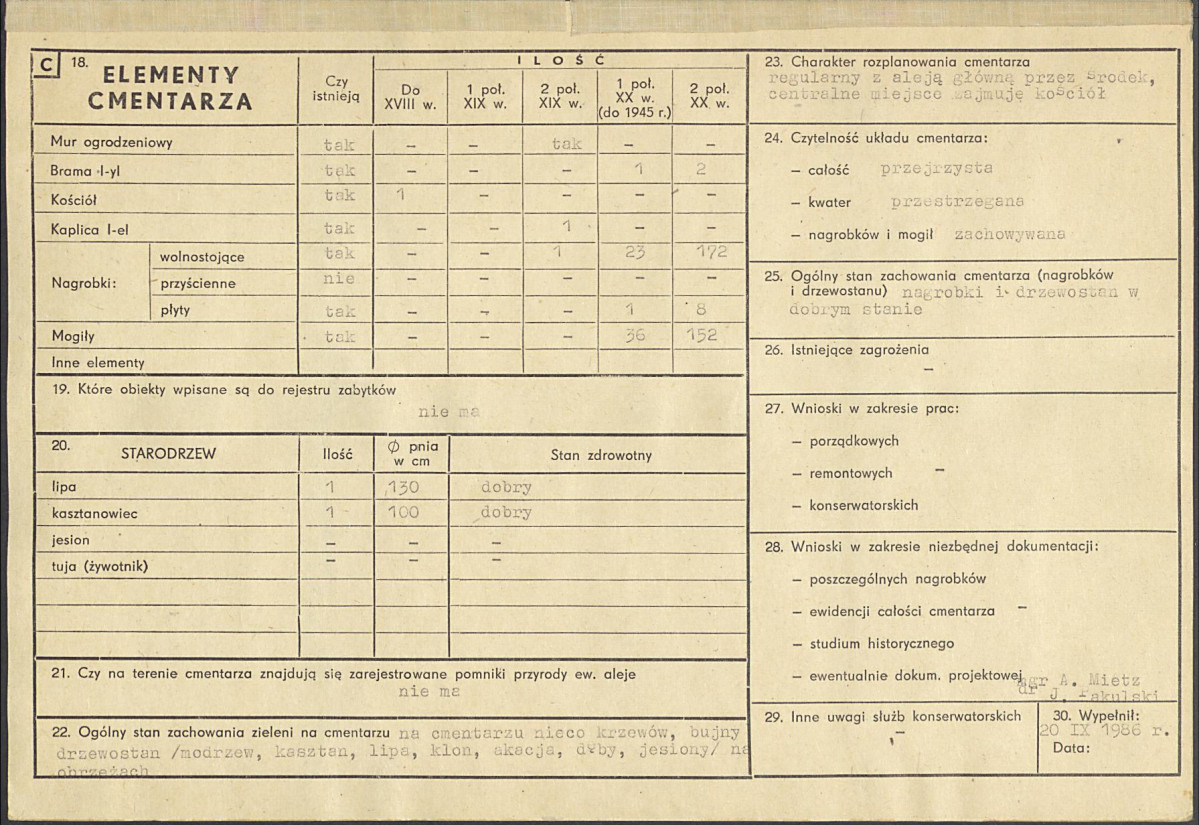 C 18. ELEMENTY
CMENTARZA
Czy
istnieją
ILOŚĆ
Do
XVIII w.
1 poł.
XIX w.
2 poł.
XIX w.
1 poł.
XX w.
(do 1945 r.)
2 poł.
XX w.
Mur ogrodzeniowy tak – – tak – –
Brama -I-yl tak – – – 1 2
Kościół tak 1 – – – –
Kaplica I-el tak – – 1 – –
Nagrobki:
wolnostojące tak – – 1 23 172
przyścienne nie – – – – –
płyty tak – – – 1 8
Mogiły tak – – – 36 152
Inne elementy
19. Które obiekty wpisane są do rejestru zabytków
nie ma
20. STARODRZEW Ilość Ø pnia
w cm Stan zdrowotny
lipa 1 130 dobry
kasztanowiec 1 100 dobry
jesion – – –
tuja (żywotnik) – – –
21. Czy na terenie cmentarza znajdują się zarejestrowane pomniki przyrody ew. aleje
nie ma
22. Ogólny stan zachowania zieleni na cmentarzu na cmentarzu nieco krzewów, bujny
drzewostan /modrzew, kasztan, lipa, klon, akacja, dęby, jesiony/ na
obrzeżach
23. Charakter rozplanowania cmentarza
regularny z aleją główną przez środek,
centralne miejsce zajmuję kościół
24. Czytelność układu cmentarza:
– całość przejrzysta
– kwater przestrzegana
– nagrobków i mogił zachowywana
25. Ogólny stan zachowania cmentarza (nagrobków
i drzewostanu) nagrobki i drzewostan w
dobrym stanie
26. Istniejące zagrożenia
–
27. Wnioski w zakresie prac:
– porządkowych
– remontowych –
– konserwatorskich
28. Wnioski w zakresie niezbędnej dokumentacji:
– poszczególnych nagrobków
– ewidencji całości cmentarza –
– studium historycznego
– ewentualnie dokum. projektowej
mgr A. Mietz
dr J. Pakulski
29. Inne uwagi służb konserwatorskich
–
30. Wypełnił:
20 IX 1986 r.
Data: